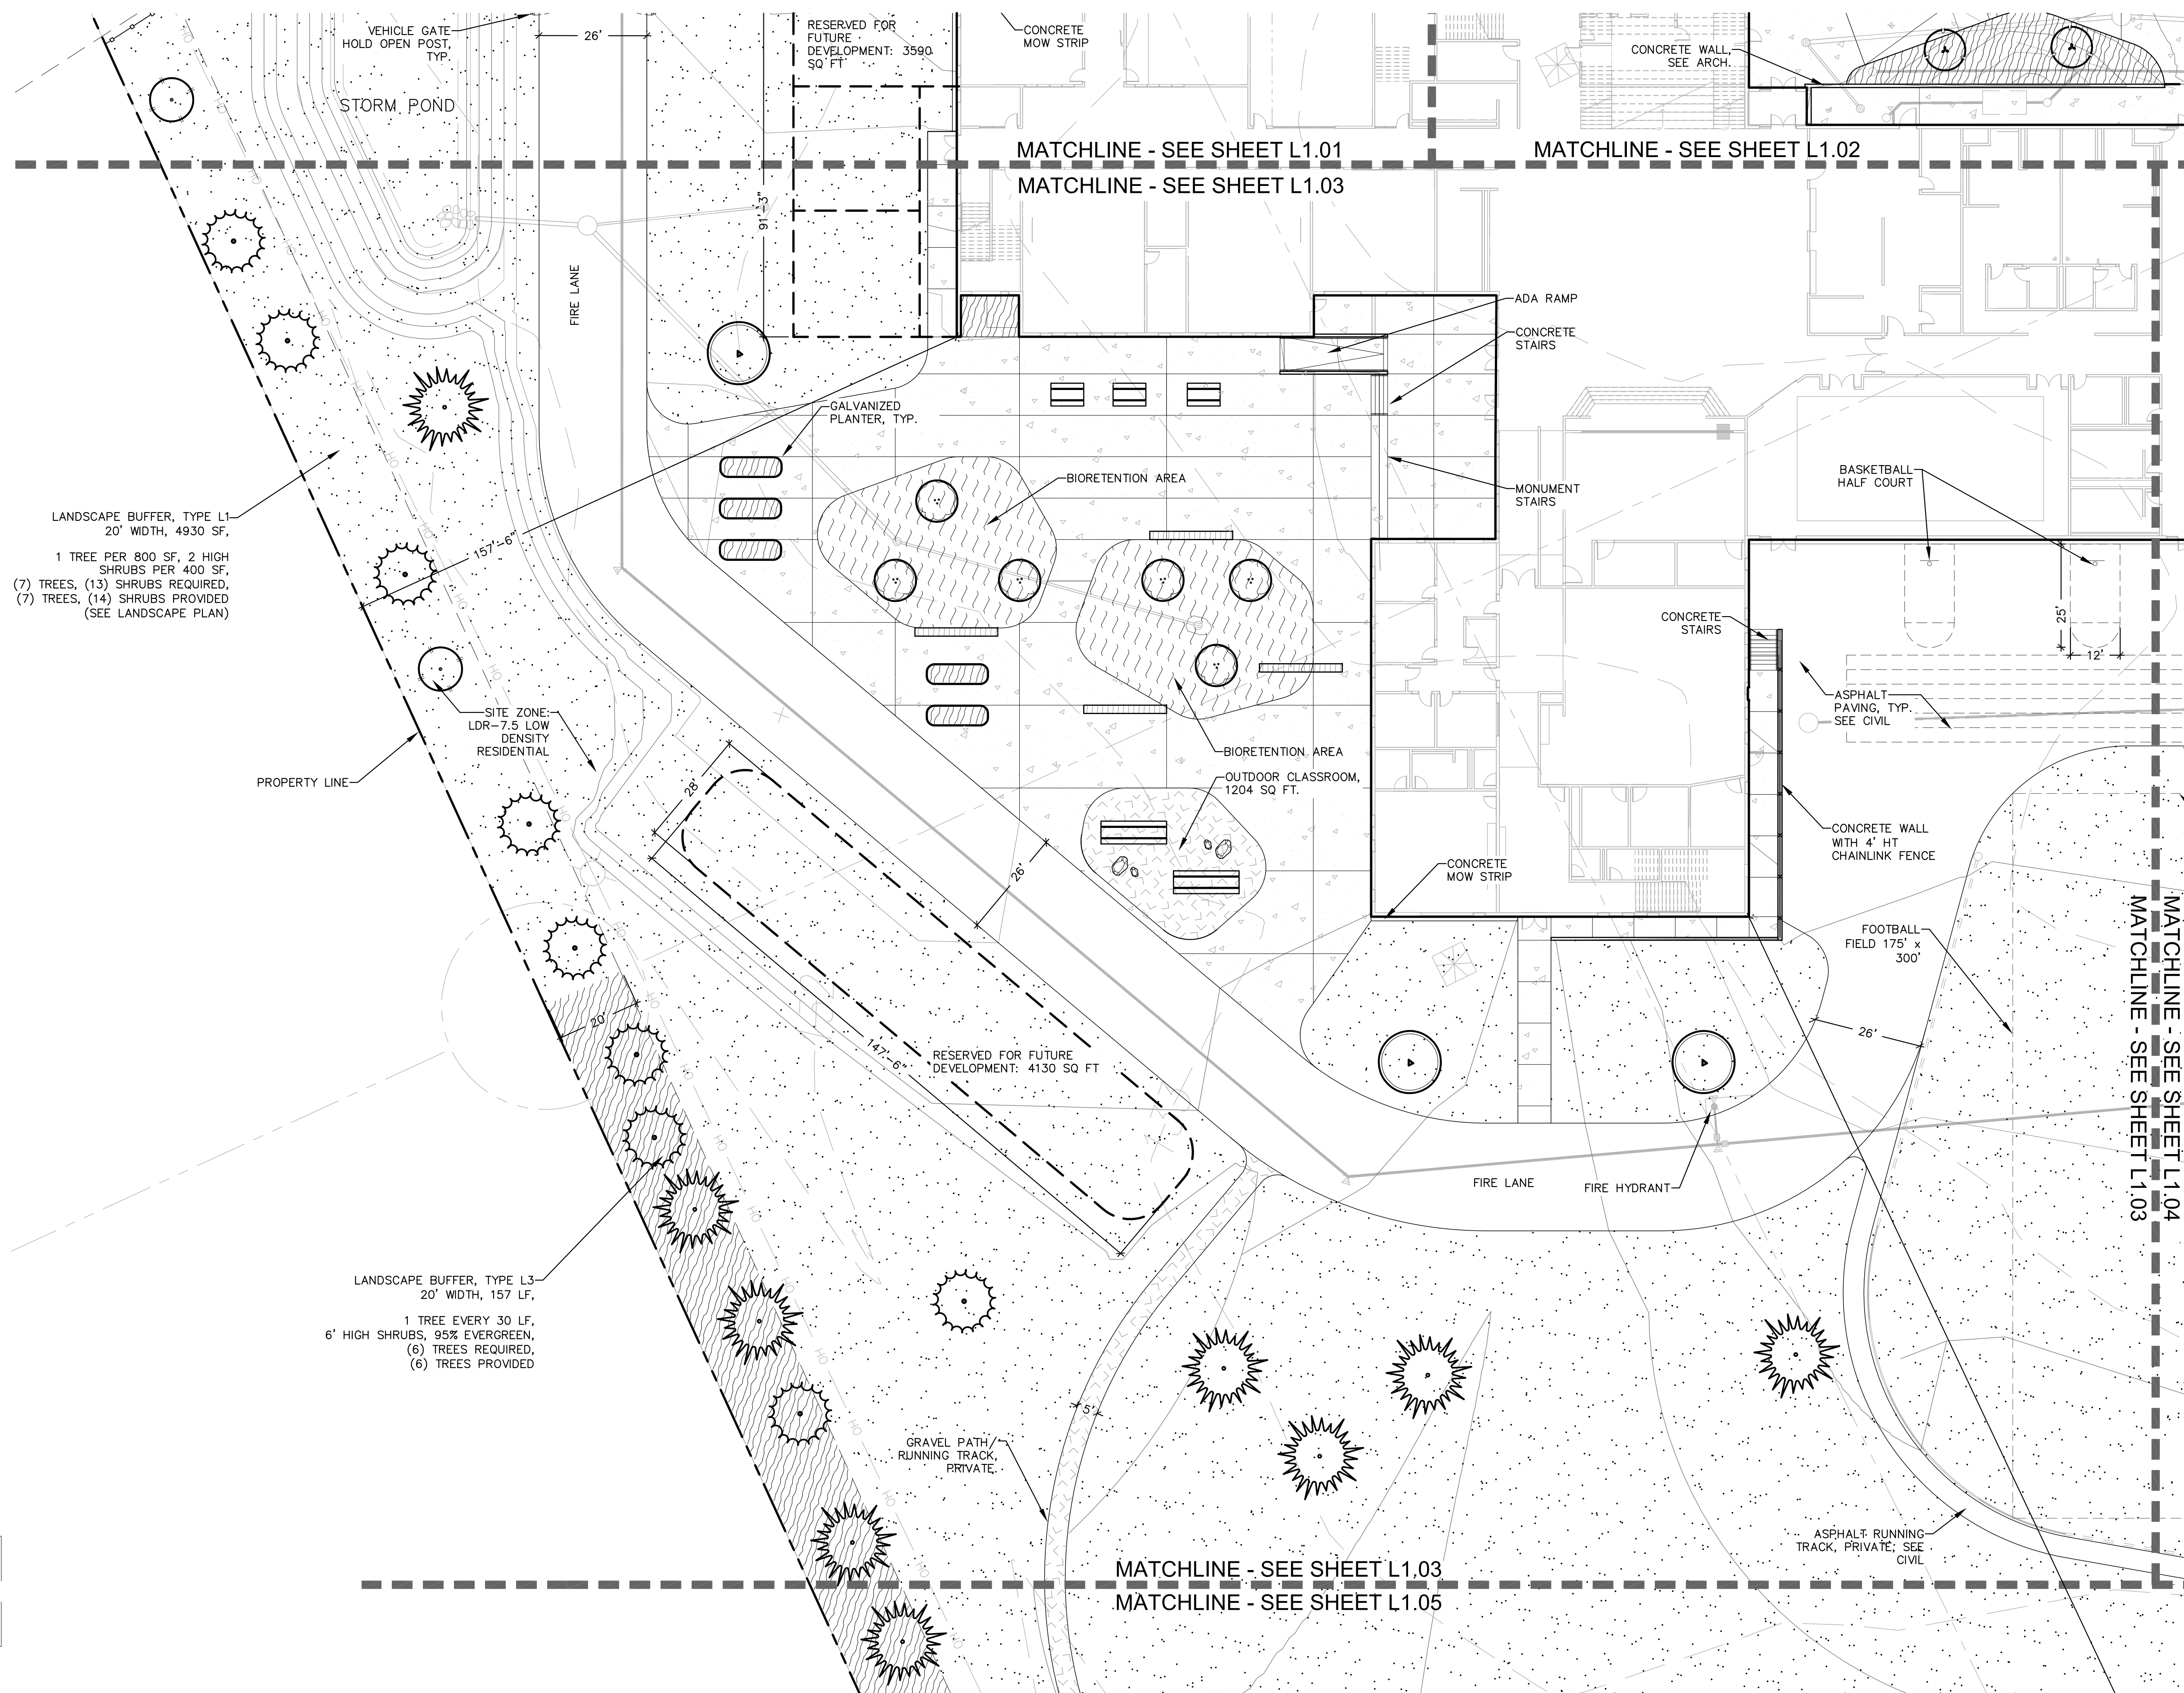 VEHICLE GATE
HOLD OPEN POST,
TYP.
26'
RESERVED FOR
FUTURE
DEVELOPMENT: 3590
SQ FT
CONCRETE
MOW STRIP
CONCRETE WALL,
SEE ARCH.
STORM POND
MATCHLINE - SEE SHEET L1.01
MATCHLINE - SEE SHEET L1.02
MATCHLINE - SEE SHEET L1.03
91'-3"
FIRE LANE
ADA RAMP
CONCRETE
STAIRS
GALVANIZED
PLANTER, TYP.
BIORETENTION AREA
MONUMENT
STAIRS
BASKETBALL
HALF COURT
LANDSCAPE BUFFER, TYPE L1
20' WIDTH, 4930 SF,
1 TREE PER 800 SF, 2 HIGH
SHRUBS PER 400 SF,
(7) TREES, (13) SHRUBS REQUIRED,
(7) TREES, (14) SHRUBS PROVIDED
(SEE LANDSCAPE PLAN)
157'-6"
25'
12'
CONCRETE
STAIRS
ASPHALT
PAVING, TYP.
SEE CIVIL
SITE ZONE:
LDR-7.5 LOW
DENSITY
RESIDENTIAL
PROPERTY LINE
BIORETENTION AREA
OUTDOOR CLASSROOM,
1204 SQ FT.
28'
26'
CONCRETE
MOW STRIP
CONCRETE WALL
WITH 4' HT
CHAINLINK FENCE
FOOTBALL
FIELD 175' x
300'
MATCHLINE - SEE SHEET L1.04
MATCHLINE - SEE SHEET L1.03
20'
147'-6"
RESERVED FOR FUTURE
DEVELOPMENT: 4130 SQ FT
26'
FIRE LANE
FIRE HYDRANT
LANDSCAPE BUFFER, TYPE L3
20' WIDTH, 157 LF,
1 TREE EVERY 30 LF,
6' HIGH SHRUBS, 95% EVERGREEN,
(6) TREES REQUIRED,
(6) TREES PROVIDED
5'
GRAVEL PATH/
RUNNING TRACK,
PRIVATE
ASPHALT RUNNING
TRACK, PRIVATE, SEE
CIVIL
MATCHLINE - SEE SHEET L1.03
MATCHLINE - SEE SHEET L1.05